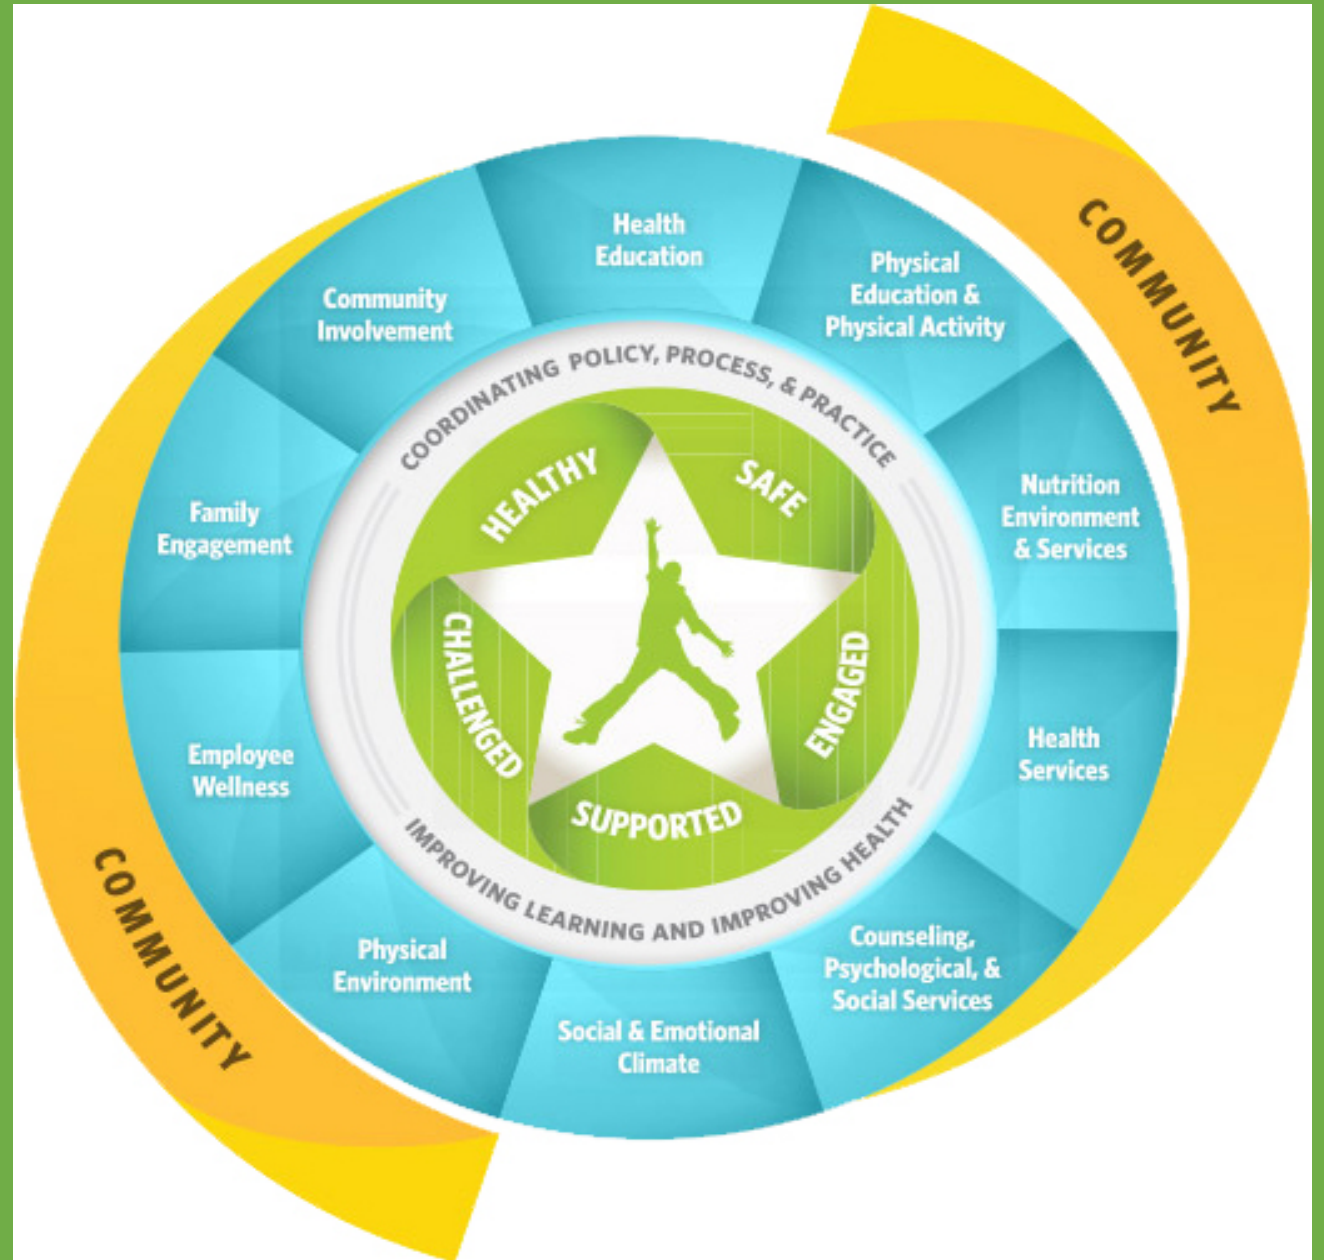 COMMUNITY
Health
Education
Physical
Education &
Physical Activity
Nutrition
Environment
& Services
Health
Services
Counseling,
Psychological, &
Social Services
Social & Emotional
Climate
Physical
Environment
Employee
Wellness
Family
Engagement
Community
Involvement
COORDINATING POLICY, PROCESS, & PRACTICE
IMPROVING LEARNING AND IMPROVING HEALTH
HEALTHY
SAFE
ENGAGED
SUPPORTED
CHALLENGED
COMMUNITY